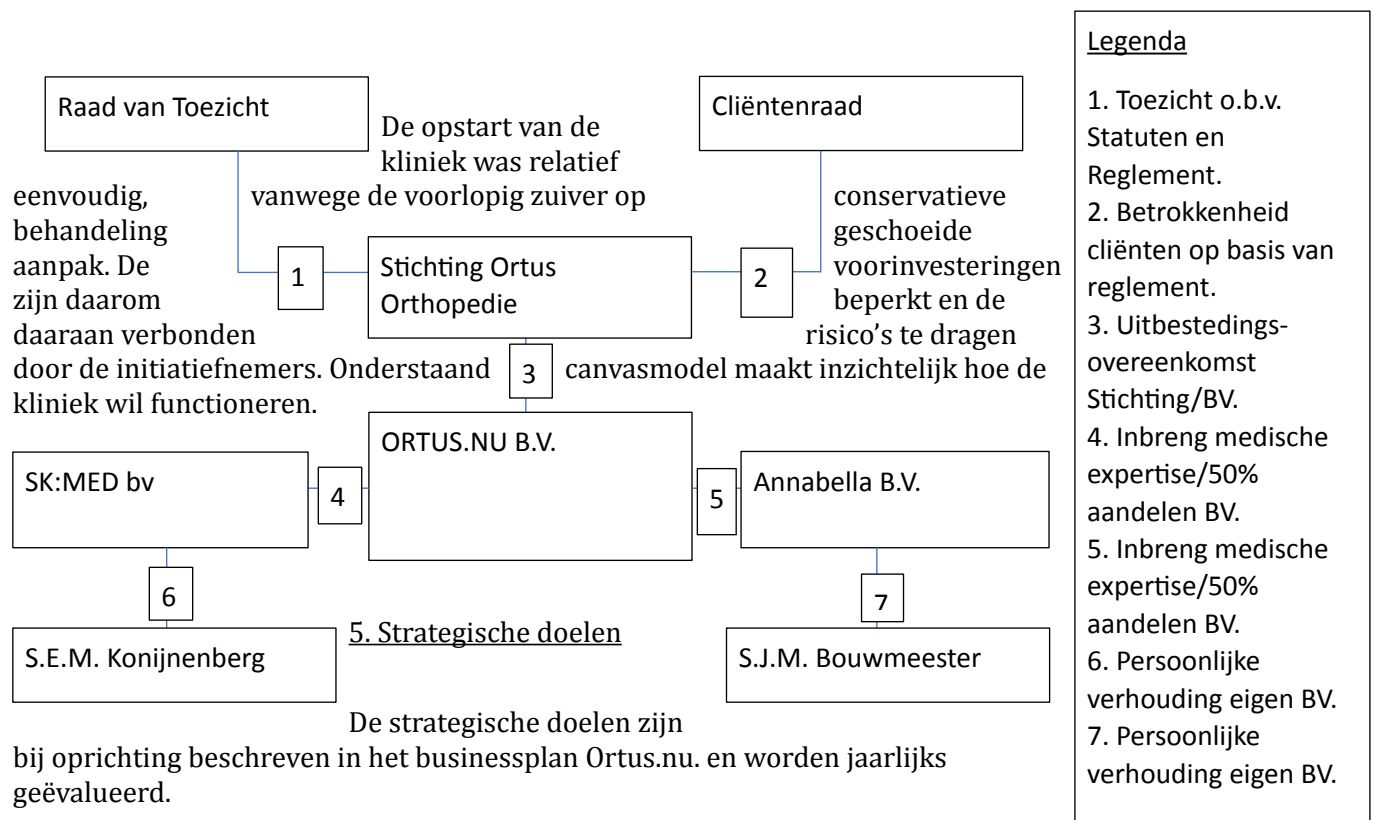 Raad van Toezicht
Cliëntenraad
De opstart van de
kliniek was relatief
eenvoudig, vanwege de voorlopig zuiver op conservatieve
behandeling geschoeide
aanpak. De voorinvesteringen
zijn daarom beperkt en de
daaraan verbonden risico’s te dragen
door de initiatiefnemers. Onderstaand canvasmodel maakt inzichtelijk hoe de
kliniek wil functioneren.
1
Stichting Ortus
Orthopedie
2
3
ORTUS.NU B.V.
SK:MED bv
4
5
Annabella B.V.
6
7
S.E.M. Konijnenberg
S.J.M. Bouwmeester
5. Strategische doelen
De strategische doelen zijn
bij oprichting beschreven in het businessplan Ortus.nu. en worden jaarlijks
geëvalueerd.
Legenda
1. Toezicht o.b.v.
Statuten en
Reglement.
2. Betrokkenheid
cliënten op basis van
reglement.
3. Uitbestedings-
overeenkomst
Stichting/BV.
4. Inbreng medische
expertise/50%
aandelen BV.
5. Inbreng medische
expertise/50%
aandelen BV.
6. Persoonlijke
verhouding eigen BV.
7. Persoonlijke
verhouding eigen BV.